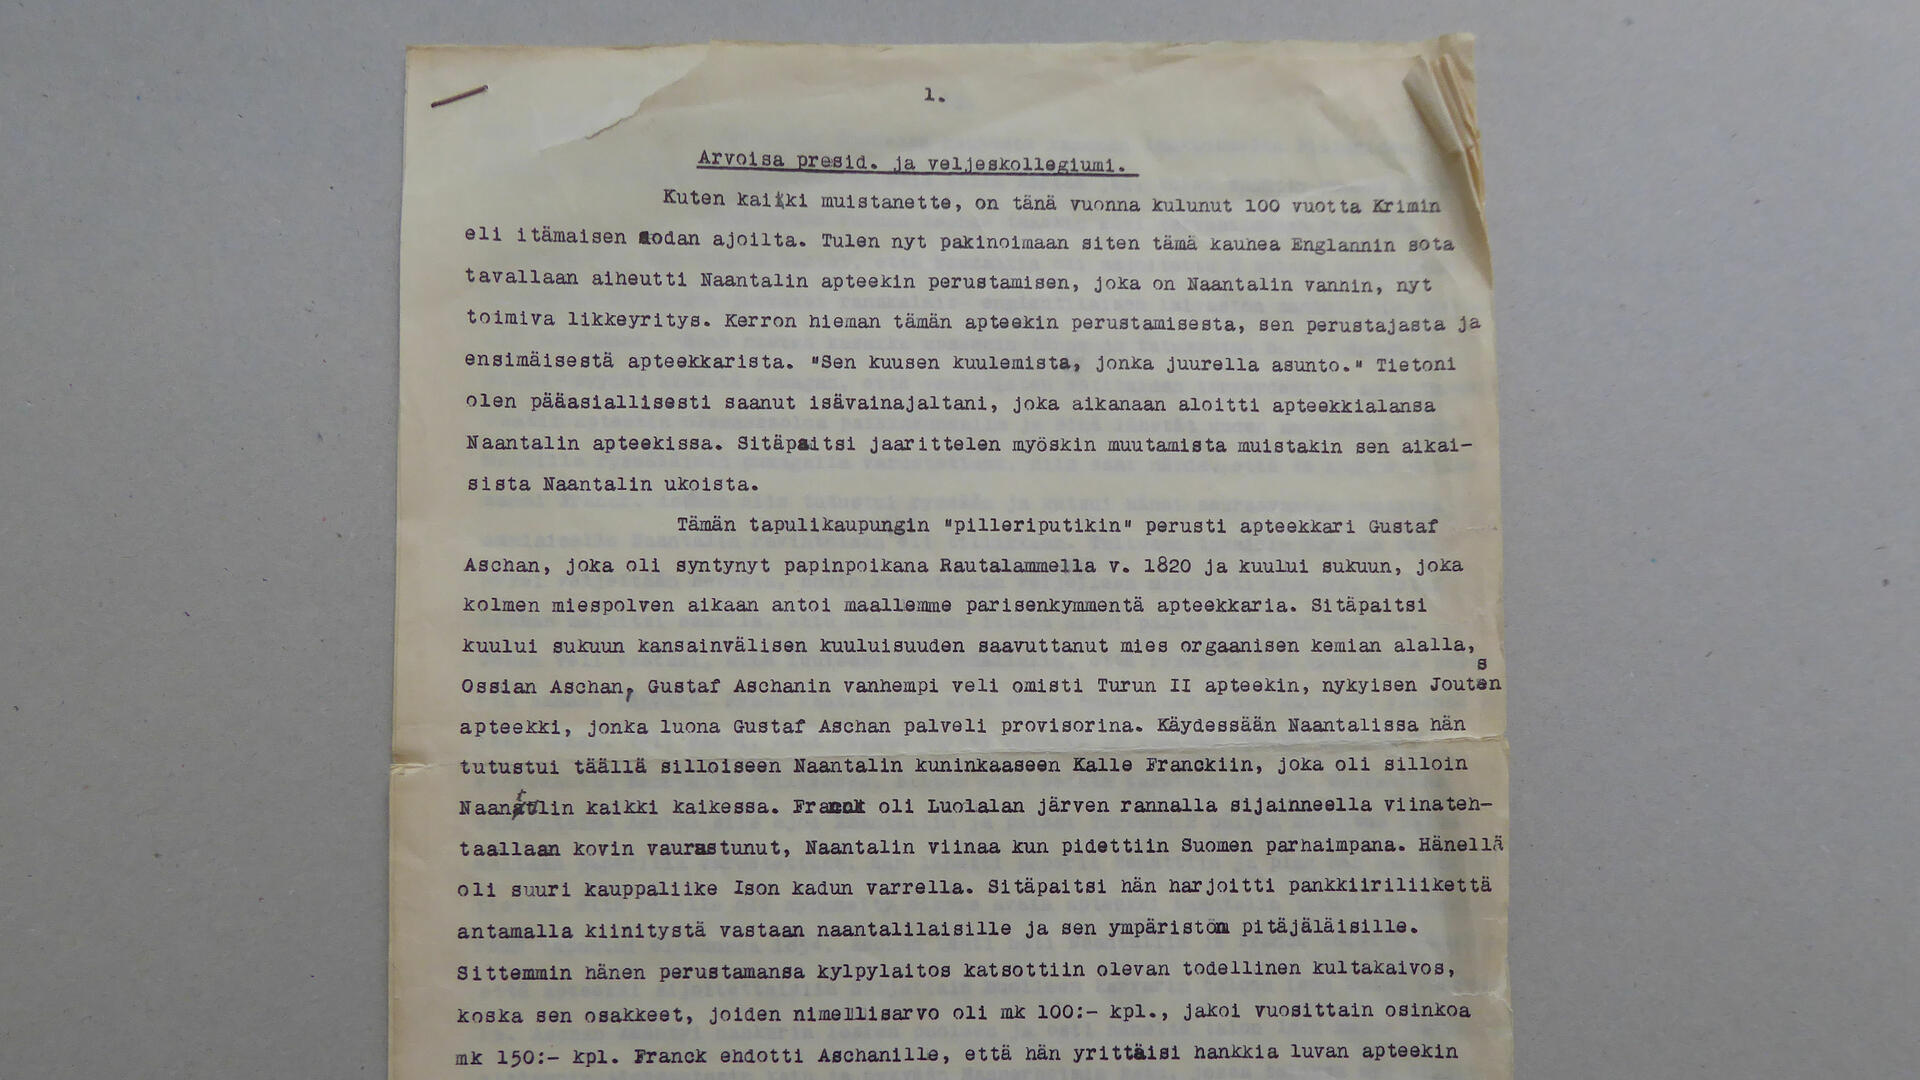 1.
Arvoisa presid. ja veljeskollegiumi.
Kuten kaikki muistanette, on tänä vuonna kulunut 100 vuotta Krimin
eli itämaisen sodan ajoilta. Tulen nyt pakinoimaan siten tämä kauhea Englannin sota
tavallaan aiheutti Naantalin apteekin perustamisen, joka on Naantalin vannin, nyt
toimiva likkeyritys. Kerron hieman tämän apteekin perustamisesta, sen perustajasta ja
ensimäisestä apteekkarista. "Sen kuusen kuulemista, jonka juurella asunto." Tietoni
olen pääasiallisesti saanut isävainajaltani, joka aikanaan aloitti apteekkialansa
Naantalin apteekissa. Sitäpaitsi jaarittelen myöskin muutamista muistakin sen aikai-
sista Naantalin ukoista.
Tämän tapulikaupungin "pilleriputikin" perusti apteekkari Gustaf
Aschan, joka oli syntynyt papinpoikana Rautalammella v. 1820 ja kuului sukuun, joka
kolmen miespolven aikaan antoi maallemme parisenkymmentä apteekkaria. Sitäpaitsi
kuului sukuun kansainvälisen kuuluisuuden saavuttanut mies orgaanisen kemian alalla,
Ossian Aschan, Gustaf Aschanin vanhempi veli omisti Turun II apteekin, nykyisen Joutsen
apteekki, jonka luona Gustaf Aschan palveli provisorina. Käydessään Naantalissa hän
tutustui täällä silloiseen Naantalin kuninkaaseen Kalle Franckiin, joka oli silloin
Naantalin kaikki kaikessa. Franck oli Luolalan järven rannalla sijainneella viinateh-
taallaan kovin vaurastunut, Naantalin viinaa kun pidettiin Suomen parhaimpana. Hänellä
oli suuri kauppaliike Ison kadun varrella. Sitäpaitsi hän harjoitti pankkiiriliikettä
antamalla kiinitystä vastaan naantalilaisille ja sen ympäristön pitäjäläisille.
Sittemmin hänen perustamansa kylpylaitos katsottiin olevan todellinen kultakaivos,
koska sen osakkeet, joiden nimellisarvo oli mk 100:- kpl., jakoi vuosittain osinkoa
mk 150:- kpl. Franck ehdotti Aschanille, että hän yrittäisi hankkia luvan apteekin